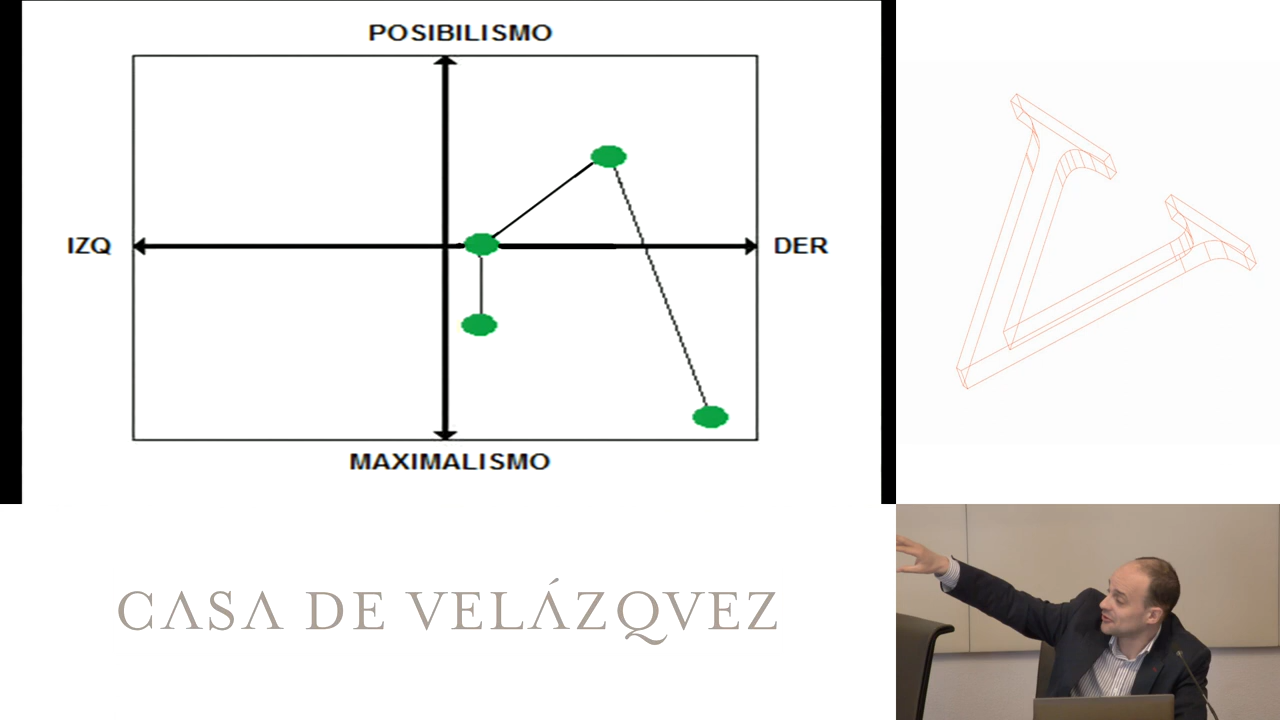 POSIBILISMO
IZQ
DER
MAXIMALISMO
CASA DE VELÁZQVEZ